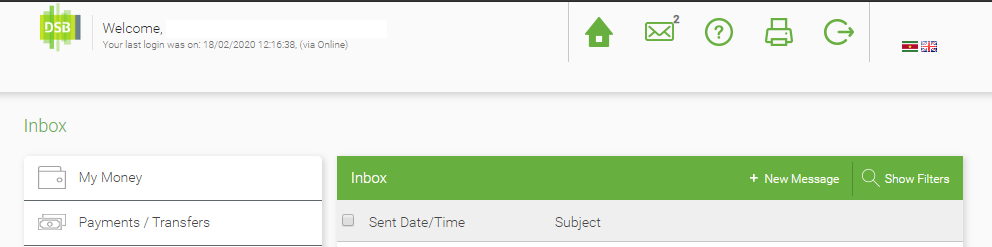 DSB
Welcome,
Your last login was on: 18/02/2020 12:16:38, (via Online)
2
?
Inbox
My Money
Payments / Transfers
Inbox
+ New Message
Show Filters
Sent Date/Time
Subject